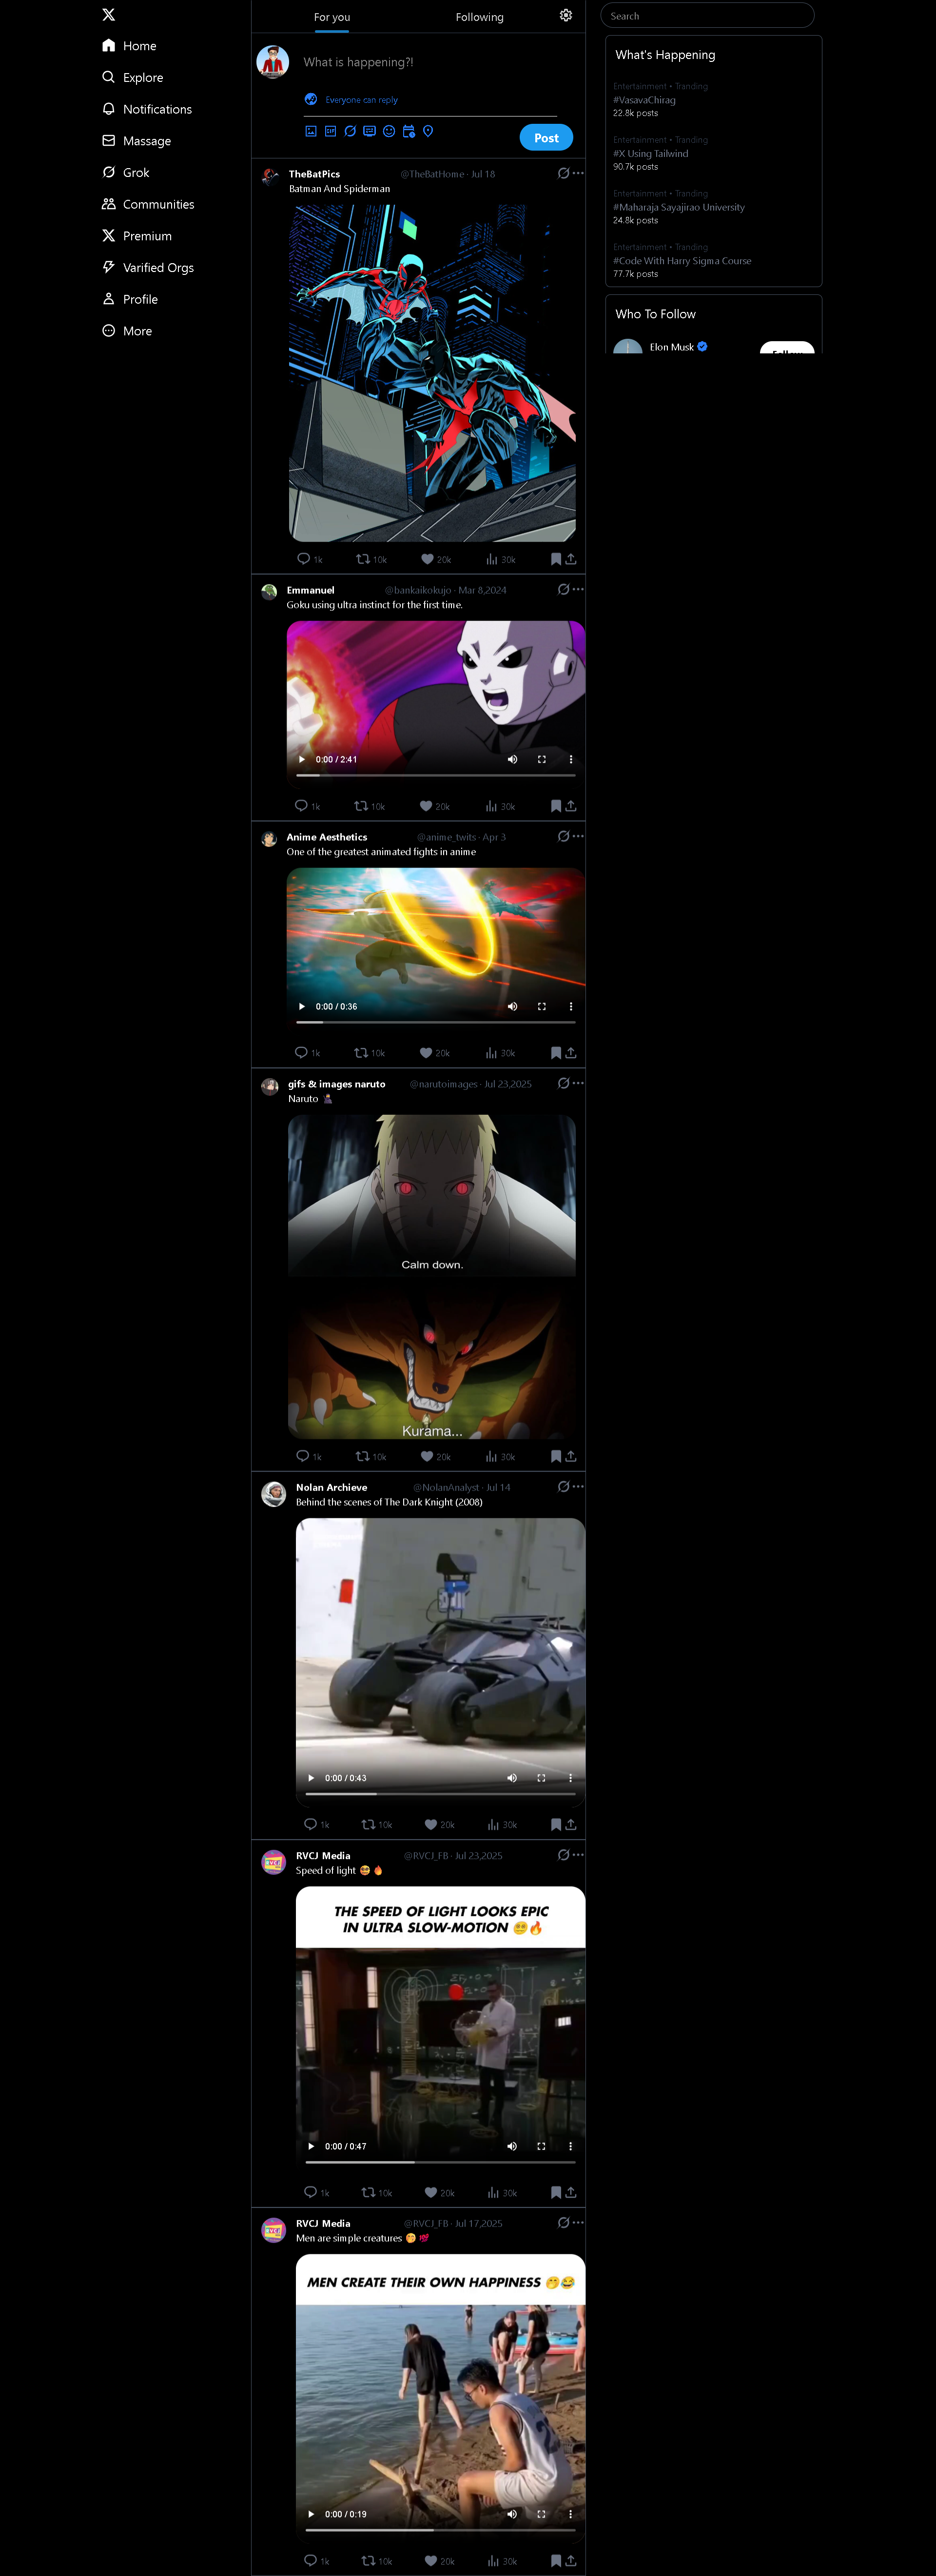 Home
Explore
Notifications
Massage
Grok
Communities
Premium
Varified Orgs
Profile
More
For you
Following
What is happening?!
Everyone can reply
Post
TheBatPics @TheBatHome · Jul 18
Batman And Spiderman
1k 10k 20k 30k
Emmanuel @bankaikokujo · Mar 8,2024
Goku using ultra instinct for the first time.
0:00 / 2:41
1k 10k 20k 30k
Anime Aesthetics @anime_twits · Apr 3
One of the greatest animated fights in anime
0:00 / 0:36
1k 10k 20k 30k
gifs & images naruto @narutoimages · Jul 23,2025
Naruto
Calm down.
Kurama...
1k 10k 20k 30k
Nolan Archieve @NolanAnalyst · Jul 14
Behind the scenes of The Dark Knight (2008)
0:00 / 0:43
1k 10k 20k 30k
RVCJ Media @RVCJ_FB · Jul 23,2025
Speed of light
THE SPEED OF LIGHT LOOKS EPIC
IN ULTRA SLOW-MOTION
0:00 / 0:47
1k 10k 20k 30k
RVCJ Media @RVCJ_FB · Jul 17,2025
Men are simple creatures
MEN CREATE THEIR OWN HAPPINESS
0:00 / 0:19
1k 10k 20k 30k
Search
What's Happening
Entertainment • Tranding
#VasavaChirag
22.8k posts
Entertainment • Tranding
#X Using Tailwind
90.7k posts
Entertainment • Tranding
#Maharaja Sayajirao University
24.8k posts
Entertainment • Tranding
#Code With Harry Sigma Course
77.7k posts
Who To Follow
Elon Musk
Follow